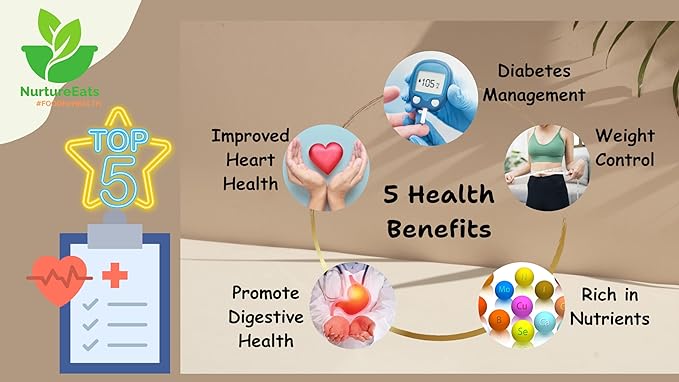 NurtureEats
#FOODFORHEALTH
TOP
5
Diabetes
Management
105
Improved
Heart
Health
Weight
Control
5 Health
Benefits
Promote
Digestive
Health
Rich in
Nutrients
Mo
Cu
B
Se